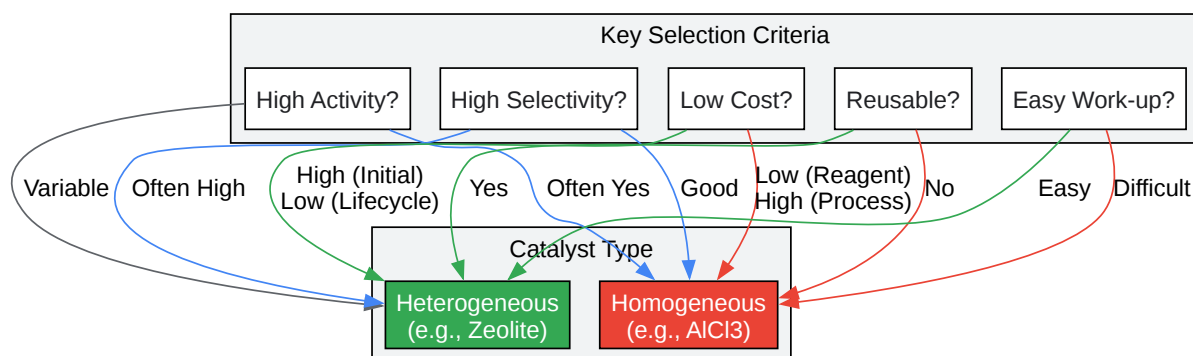 Key Selection Criteria
High Activity?
High Selectivity?
Low Cost?
Reusable?
Easy Work-up?
Variable
Often High
High (Initial)
Low (Lifecycle)
Yes
Often Yes
Good
Low (Reagent)
High (Process)
No
Easy
Difficult
Catalyst Type
Heterogeneous
(e.g., Zeolite)
Homogeneous
(e.g., AlCl3)